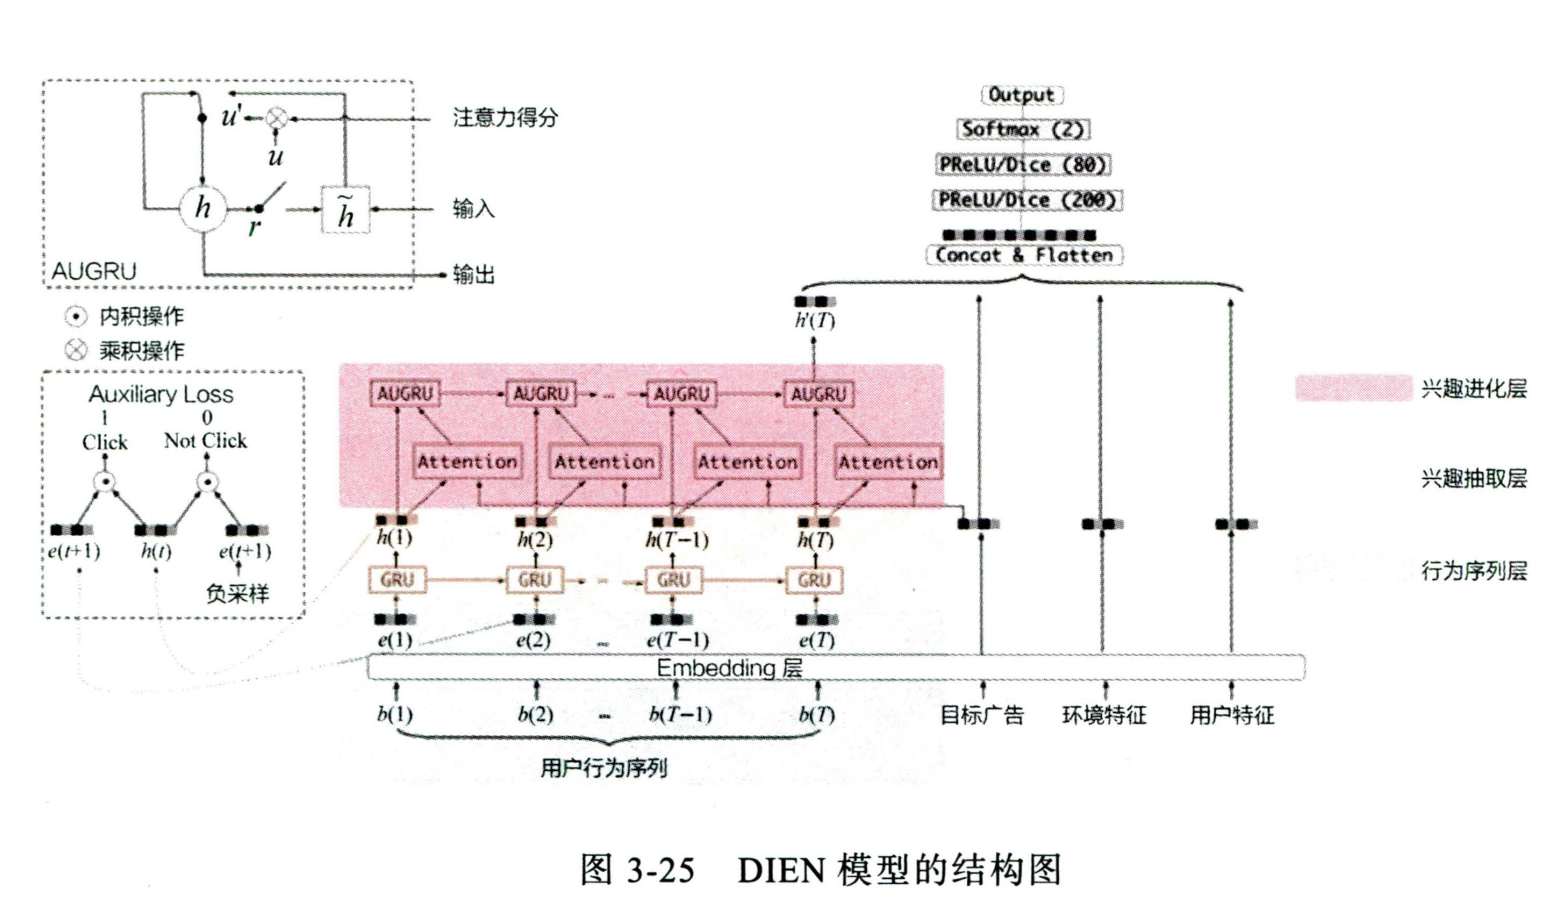 注意力得分
u'
u
h
r
h̃
输入
AUGRU
输出
内积操作
乘积操作
Auxiliary Loss
1
0
Click
Not Click
e(t+1)
h(t)
e(t+1)
负采样
Output
Softmax (2)
PReLU/Dice (80)
PReLU/Dice (200)
Concat & Flatten
h'(T)
AUGRU
AUGRU
...
AUGRU
AUGRU
Attention
Attention
Attention
Attention
h(1)
h(2)
h(T−1)
h(T)
GRU
GRU
...
GRU
GRU
e(1)
e(2)
...
e(T−1)
e(T)
Embedding 层
b(1)
b(2)
...
b(T−1)
b(T)
目标广告
环境特征
用户特征
用户行为序列
兴趣进化层
兴趣抽取层
行为序列层
图 3-25 DIEN 模型的结构图